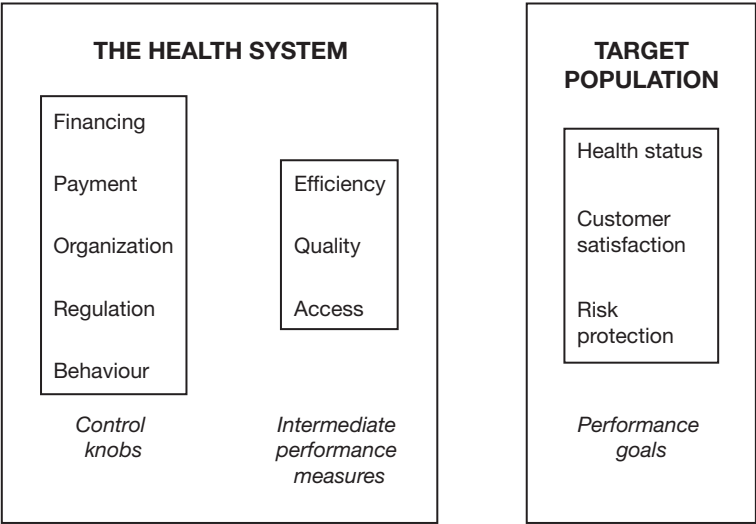 THE HEALTH SYSTEM
Financing
Payment
Organization
Regulation
Behaviour
Control
knobs
Efficiency
Quality
Access
Intermediate
performance
measures
TARGET
POPULATION
Health status
Customer
satisfaction
Risk
protection
Performance
goals